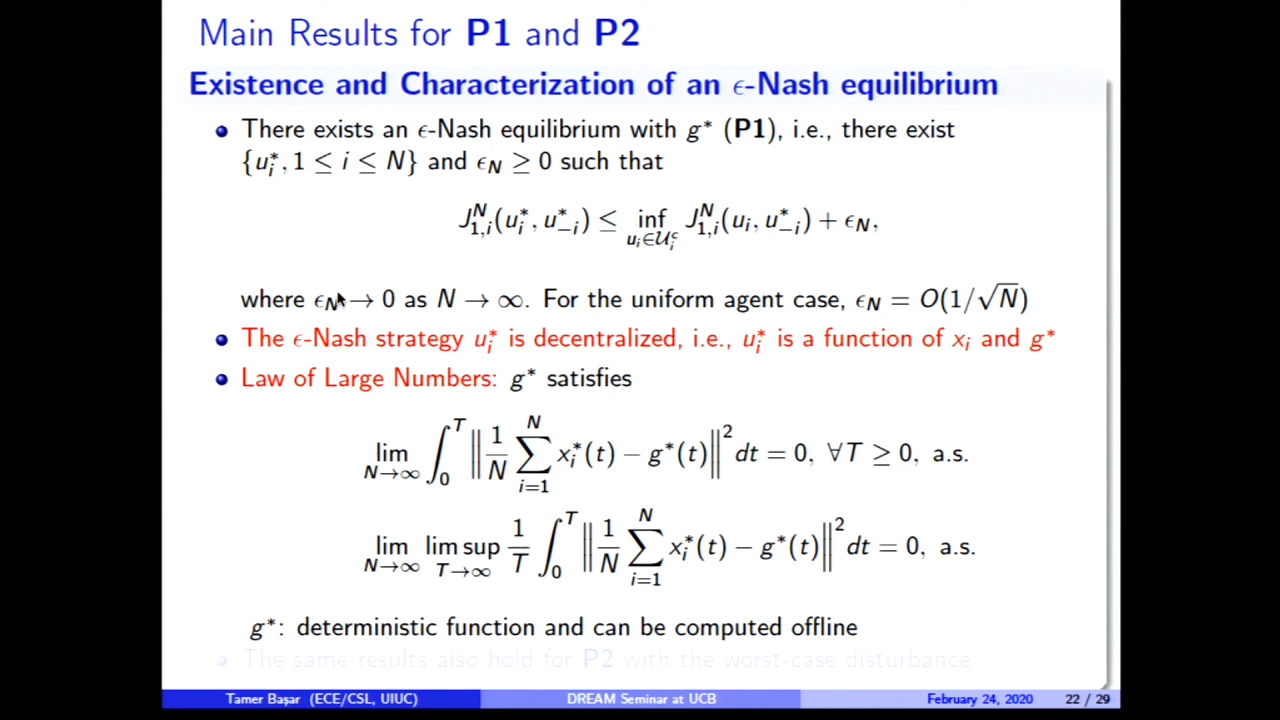 Main Results for P1 and P2
Existence and Characterization of an ϵ-Nash equilibrium
There exists an ϵ-Nash equilibrium with g* (P1), i.e., there exist
{u_i^*, 1 ≤ i ≤ N} and ϵ_N ≥ 0 such that
J_{1,i}^N(u_i^*, u_{-i}^*) ≤ inf_{u_i∈𝒰_i^c} J_{1,i}^N(u_i, u_{-i}^*) + ϵ_N,
where ϵ_N → 0 as N → ∞. For the uniform agent case, ϵ_N = O(1/√N)
The ϵ-Nash strategy u_i^* is decentralized, i.e., u_i^* is a function of x_i and g*
Law of Large Numbers: g* satisfies
lim_{N→∞} ∫_0^T ‖ 1/N ∑_{i=1}^N x_i^*(t) − g*(t) ‖^2 dt = 0, ∀T ≥ 0, a.s.
lim_{N→∞} lim sup_{T→∞} 1/T ∫_0^T ‖ 1/N ∑_{i=1}^N x_i^*(t) − g*(t) ‖^2 dt = 0, a.s.
g*: deterministic function and can be computed offline
The same results also hold for P2 with the worst-case disturbance
Tamer Başar (ECE/CSL, UIUC) DREAM Seminar at UCB February 24, 2020 22 / 29